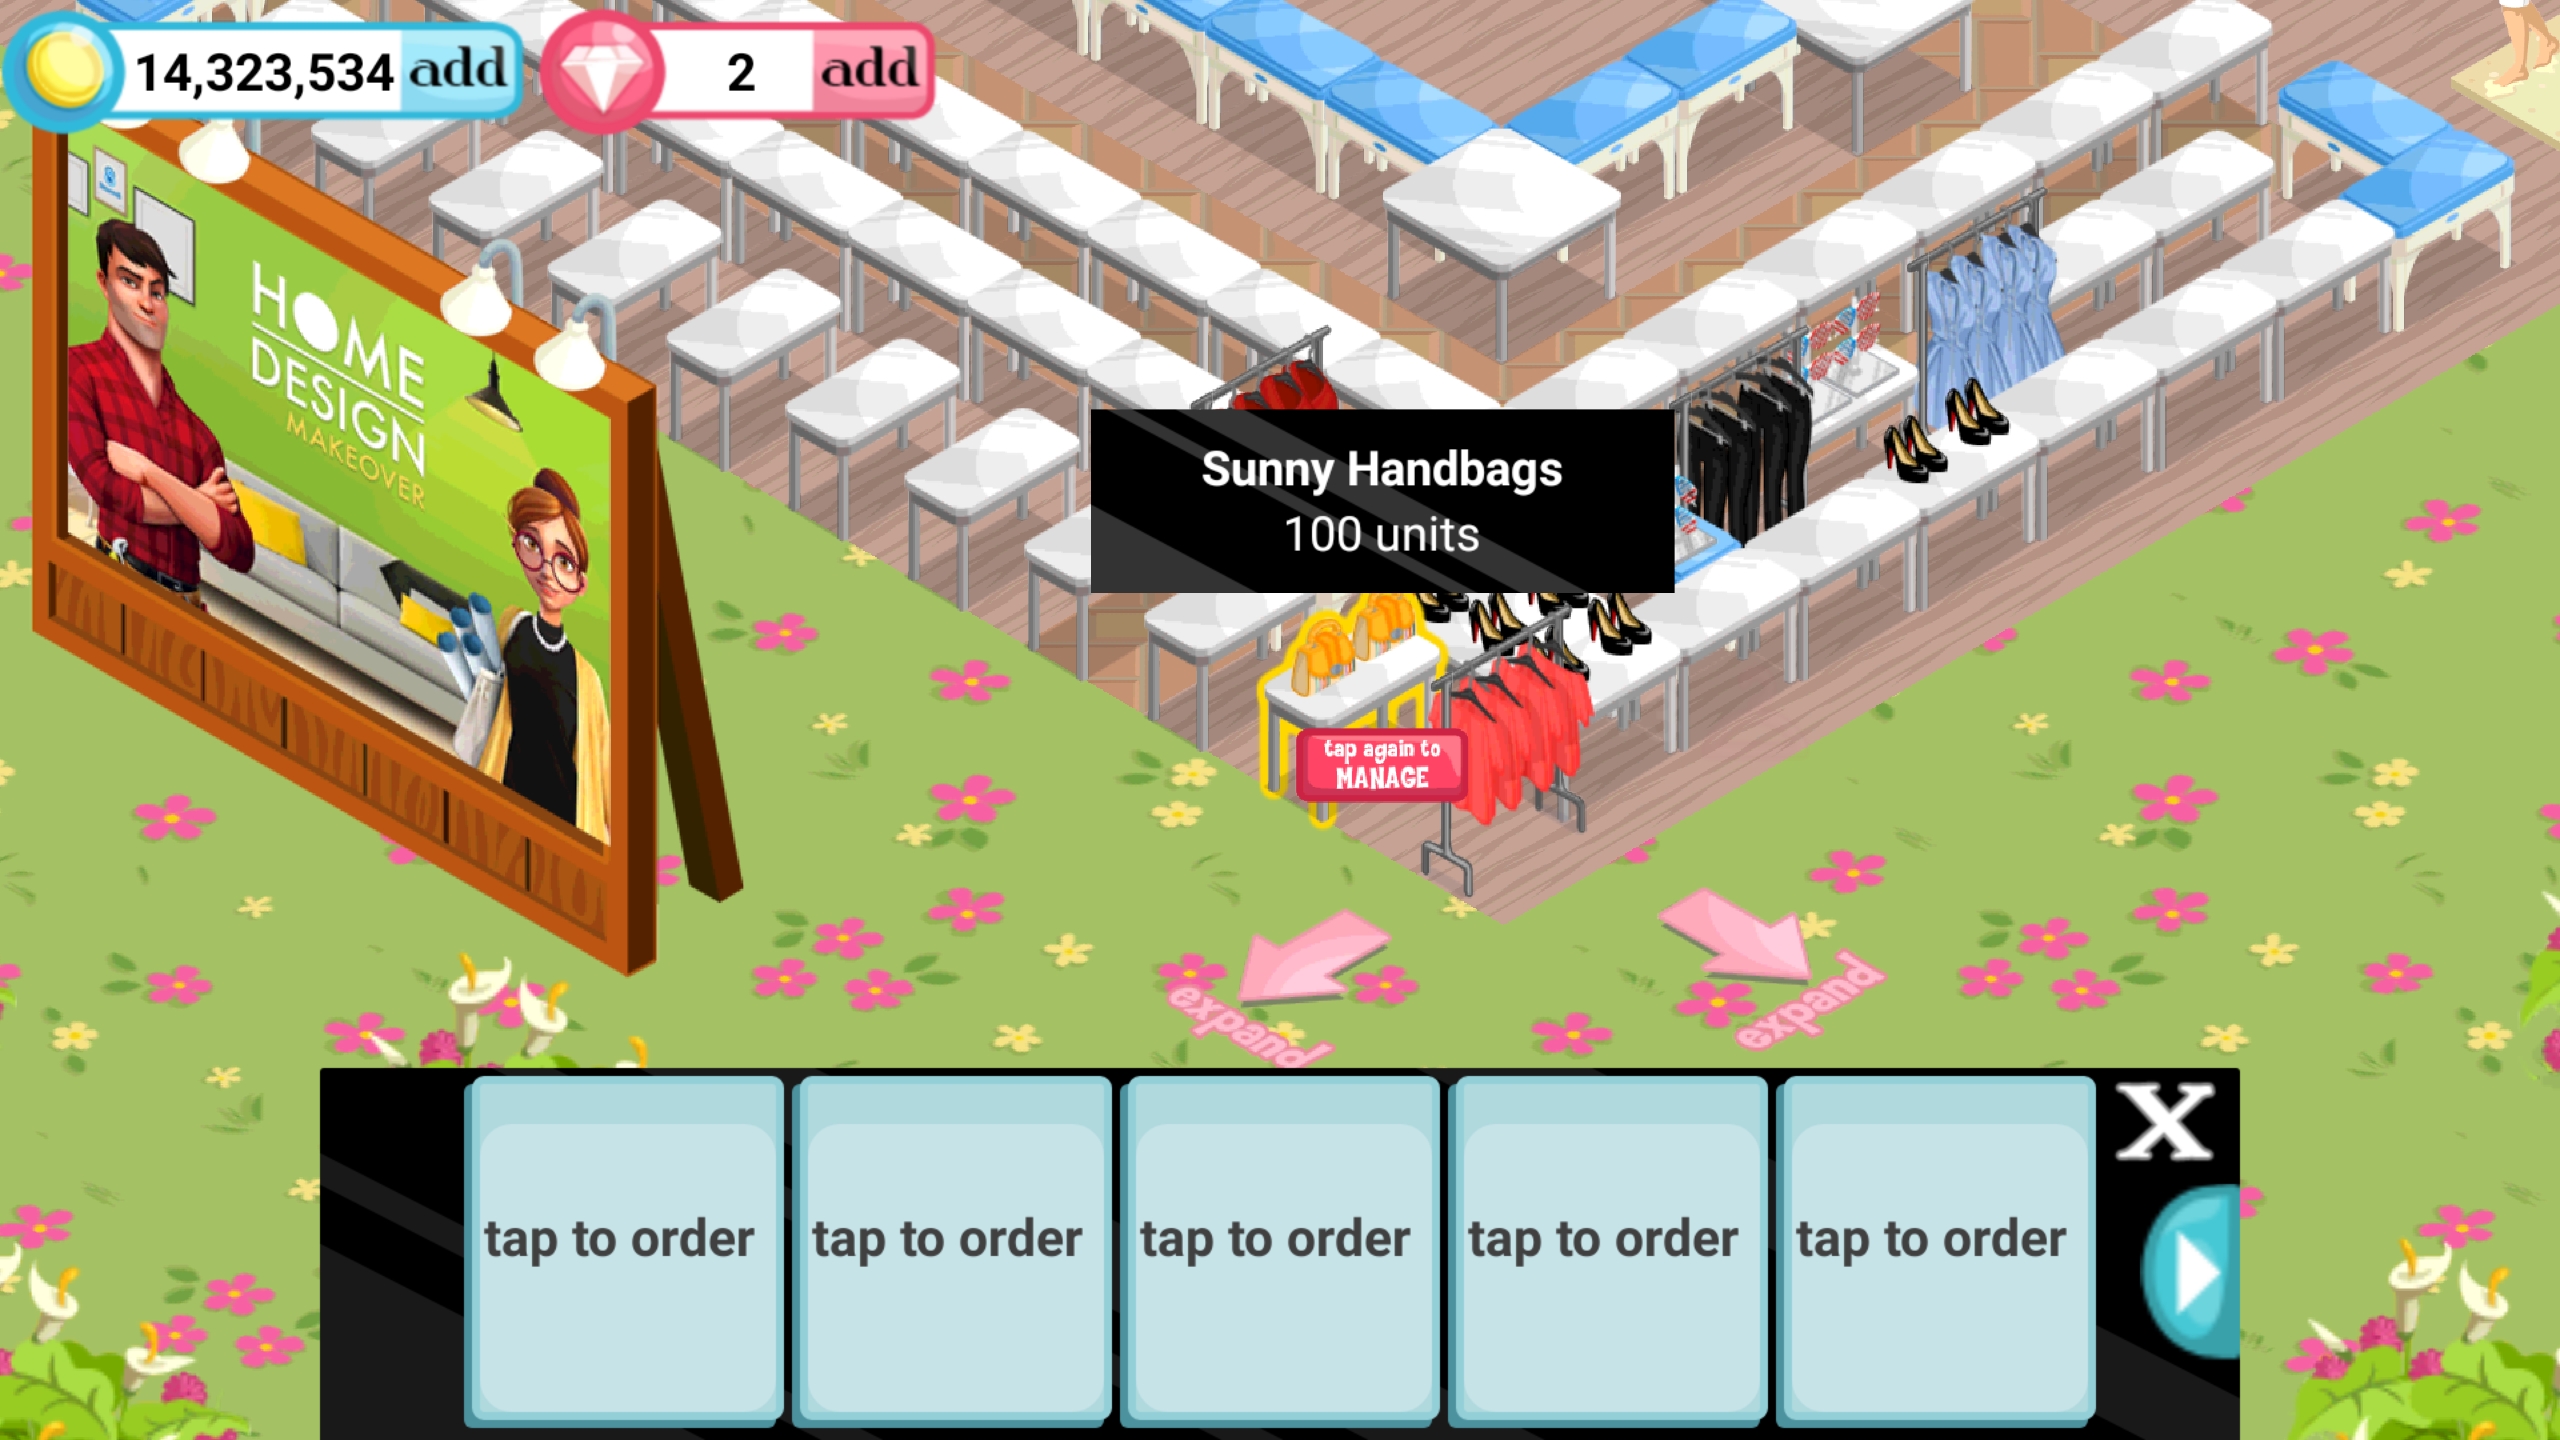 14,323,534 add
2 add
HOME
DESIGN
MAKEOVER
Sunny Handbags
100 units
tap again to
MANAGE
expand
expand
tap to order
tap to order
tap to order
tap to order
tap to order
X